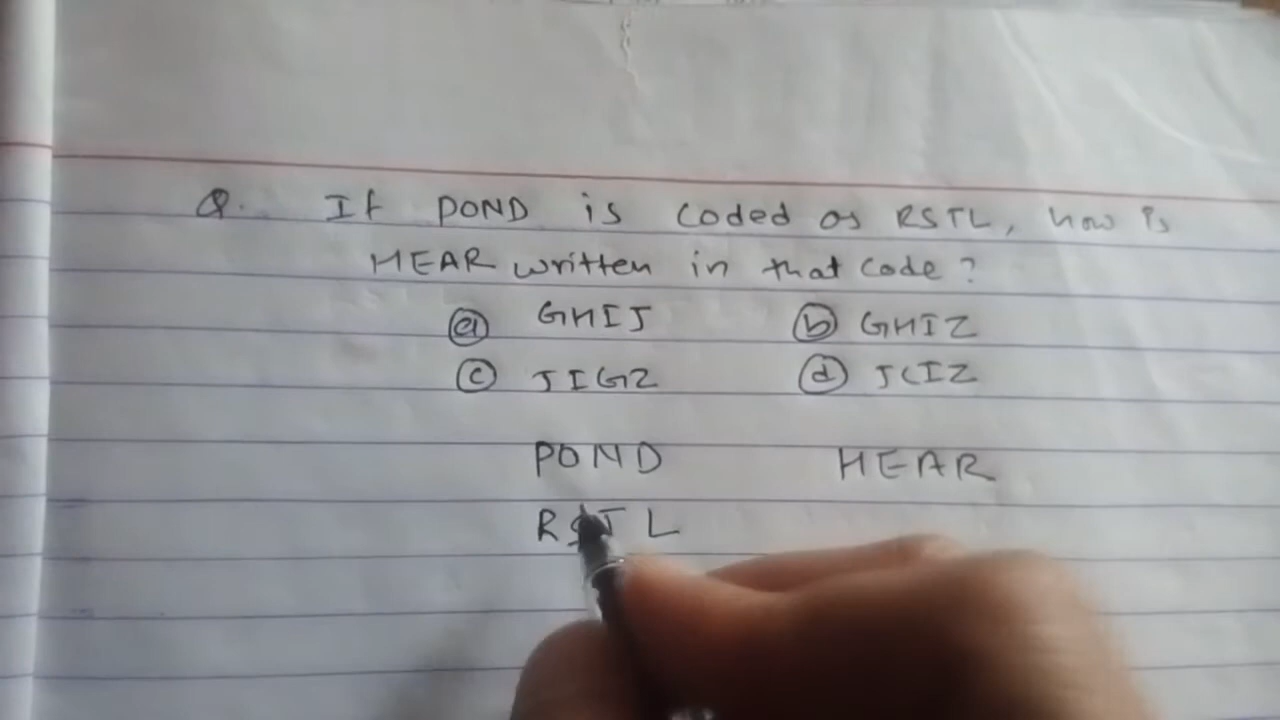 Q. If POND is coded as RSTL, how is
HEAR written in that code?
(a) GHIJ (b) GHIZ
(c) JIGZ (d) JCIZ
POND HEAR
RSTL